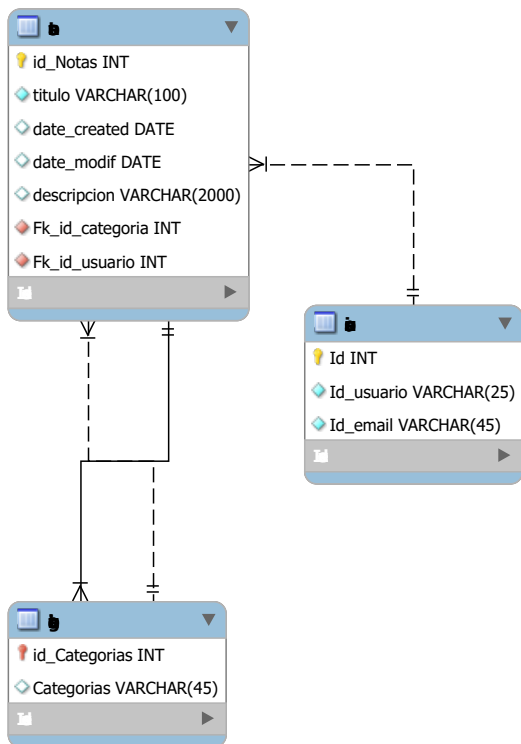 id_Notas INT
titulo VARCHAR(100)
date_created DATE
date_modif DATE
descripcion VARCHAR(2000)
Fk_id_categoria INT
Fk_id_usuario INT
Id INT
Id_usuario VARCHAR(25)
Id_email VARCHAR(45)
id_Categorias INT
Categorias VARCHAR(45)